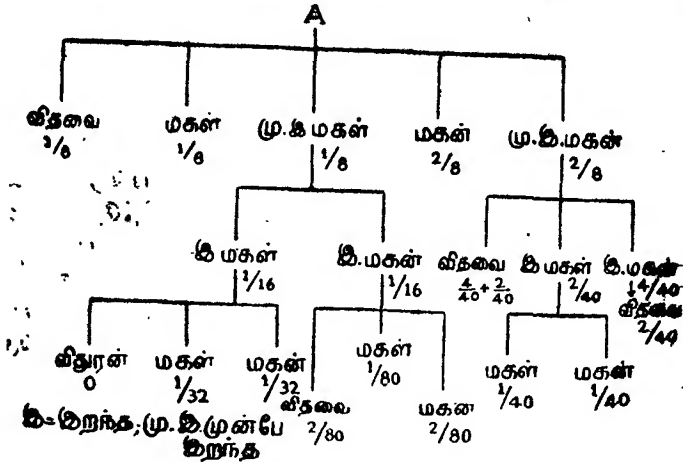 A
விதவை மகள் மு.இ மகள் மகன் மு.இ.மகன்
1/8 1/8 1/8 2/8 2/8
இ மகள் இ.மகன் விதவை இ மகள் இ.மகன்
1/16 1/16 4/40 + 2/40 2/40 ↓4/40
விதவை
2/40
விதுரன் மகள் மகன் விதவை மகள் மகன மகள் மகன்
0 1/32 1/32 2/80 1/80 2/80 1/40 1/40
இ=இறந்த; மு.இ.முன்பே
இறந்த